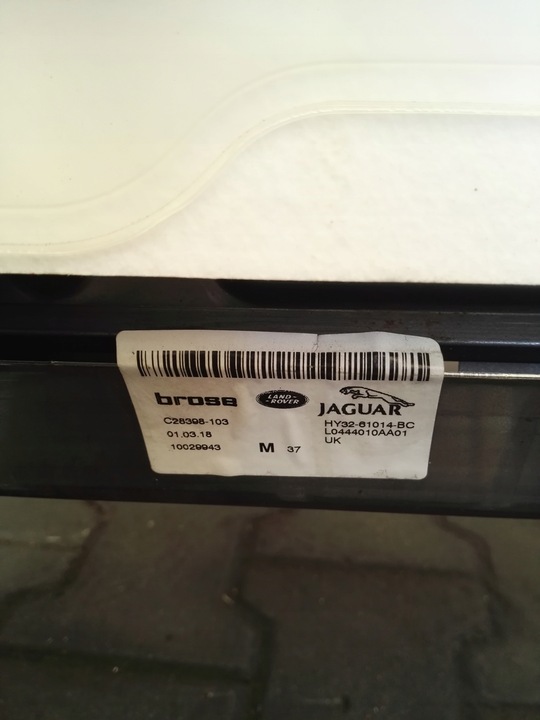 brose
LAND-
-ROVER
JAGUAR
C28398-103
01.03.18
10029943
M 37
HY32-61014-BC
L0444010AA01
UK